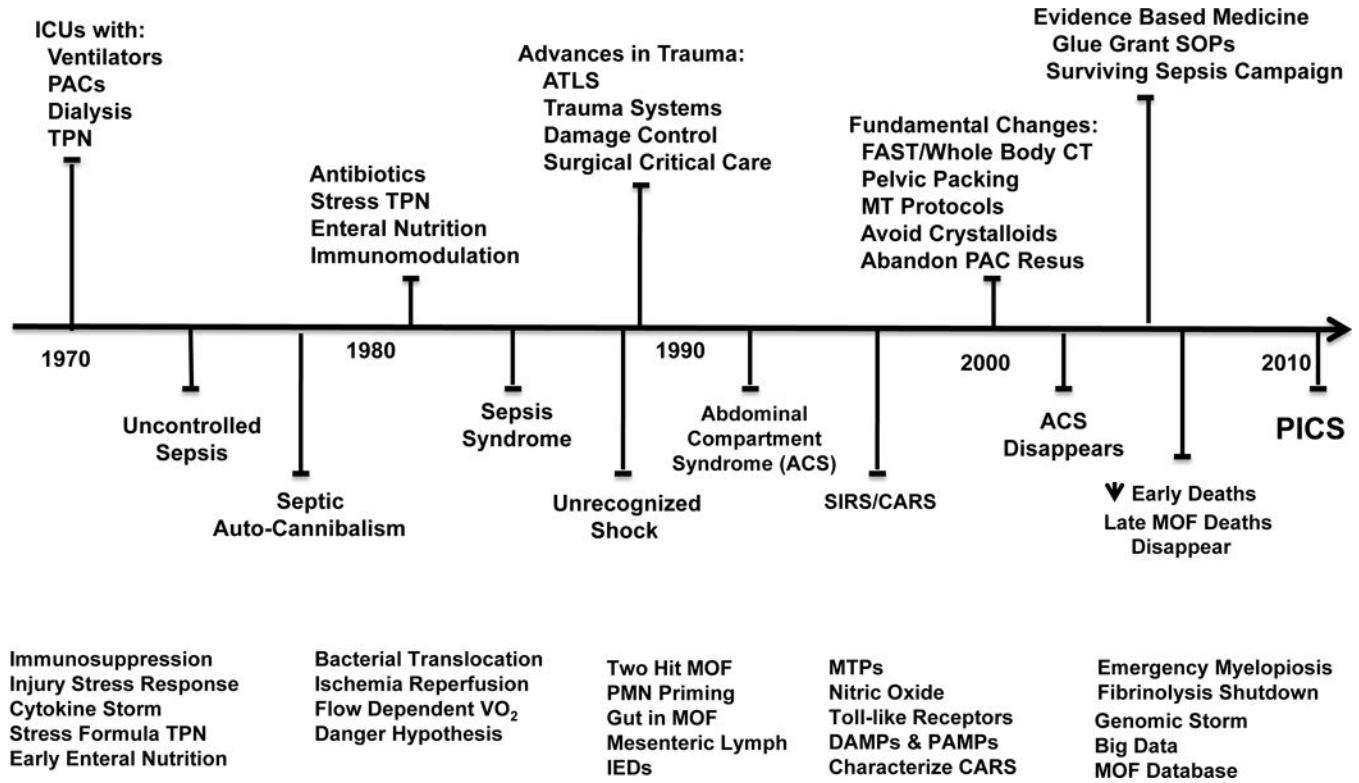 ICUs with:
Ventilators
PACs
Dialysis
TPN
Antibiotics
Stress TPN
Enteral Nutrition
Immunomodulation
Advances in Trauma:
ATLS
Trauma Systems
Damage Control
Surgical Critical Care
Fundamental Changes:
FAST/Whole Body CT
Pelvic Packing
MT Protocols
Avoid Crystalloids
Abandon PAC Resus
Evidence Based Medicine
Glue Grant SOPs
Surviving Sepsis Campaign
1970
1980
1990
2000
2010
Uncontrolled
Sepsis
Septic
Auto-Cannibalism
Sepsis
Syndrome
Unrecognized
Shock
Abdominal
Compartment
Syndrome (ACS)
SIRS/CARS
ACS
Disappears
Early Deaths
Late MOF Deaths
Disappear
PICS
Immunosuppression
Injury Stress Response
Cytokine Storm
Stress Formula TPN
Early Enteral Nutrition
Bacterial Translocation
Ischemia Reperfusion
Flow Dependent VO₂
Danger Hypothesis
Two Hit MOF
PMN Priming
Gut in MOF
Mesenteric Lymph
IEDs
MTPs
Nitric Oxide
Toll-like Receptors
DAMPs & PAMPs
Characterize CARS
Emergency Myelopiosis
Fibrinolysis Shutdown
Genomic Storm
Big Data
MOF Database